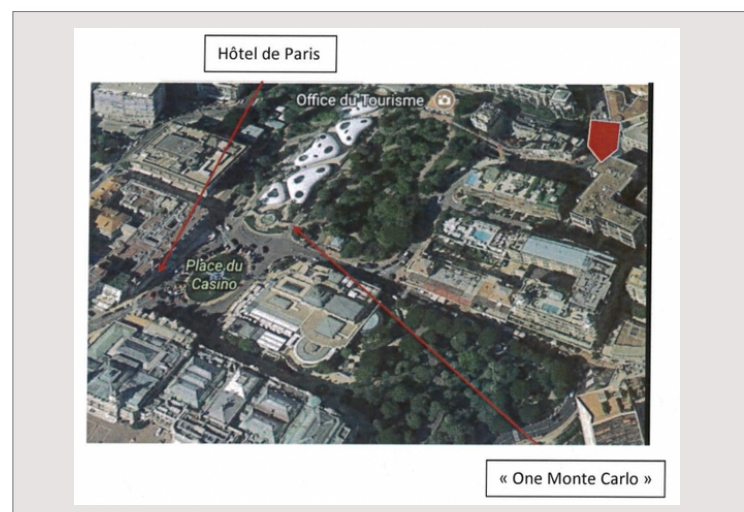 Hôtel de Paris
Office du Tourisme
Place du
Casino
« One Monte Carlo »